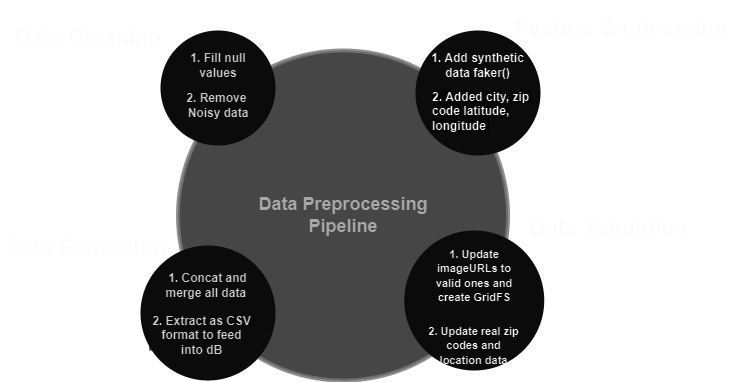 Data Cleaning
Feature Engineering
1. Fill null
values
2. Remove
Noisy data
1. Add synthetic
data faker()
2. Added city, zip
code latitude,
longitude
Data Preprocessing
Pipeline
Data Extraction
Data Validation
1. Concat and
merge all data
2. Extract as CSV
format to feed
into dB
1. Update
imageURLs to
valid ones and
create GridFS
2. Update real zip
codes and
location data